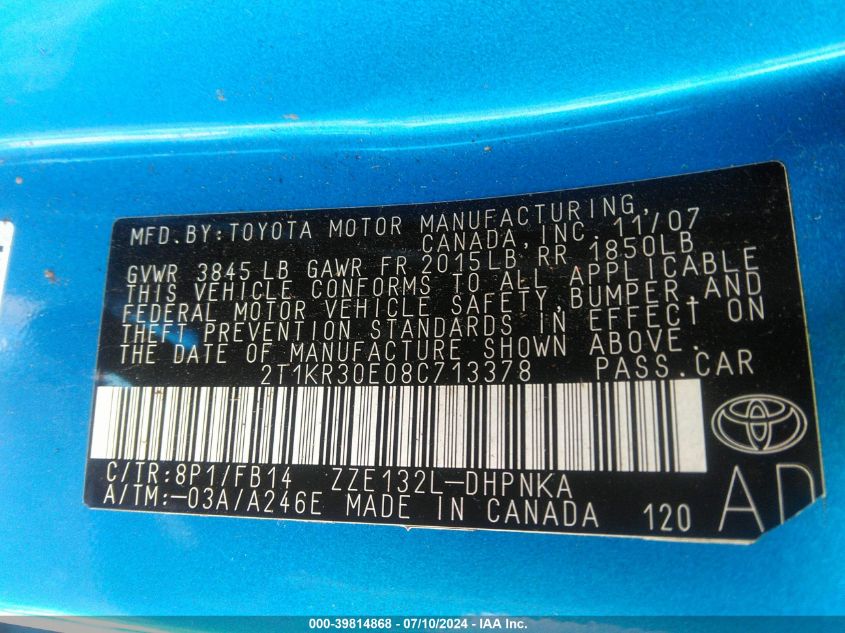 MFD. BY: TOYOTA MOTOR MANUFACTURING,
CANADA, INC. 11/07
GVWR 3845 LB GAWR FR 2015LB RR 1850LB
THIS VEHICLE CONFORMS TO ALL APPLICABLE
FEDERAL MOTOR VEHICLE SAFETY, BUMPER, AND
THEFT PREVENTION STANDARDS IN EFFECT ON
THE DATE OF MANUFACTURE SHOWN ABOVE.
2T1KR30E08C713378 PASS. CAR
C/TR: 8P1/FB14 ZZE132L-DHPNKA
A/TM: -03A/A246E MADE IN CANADA 120
AD
000-39814868 - 07/10/2024 - IAA Inc.